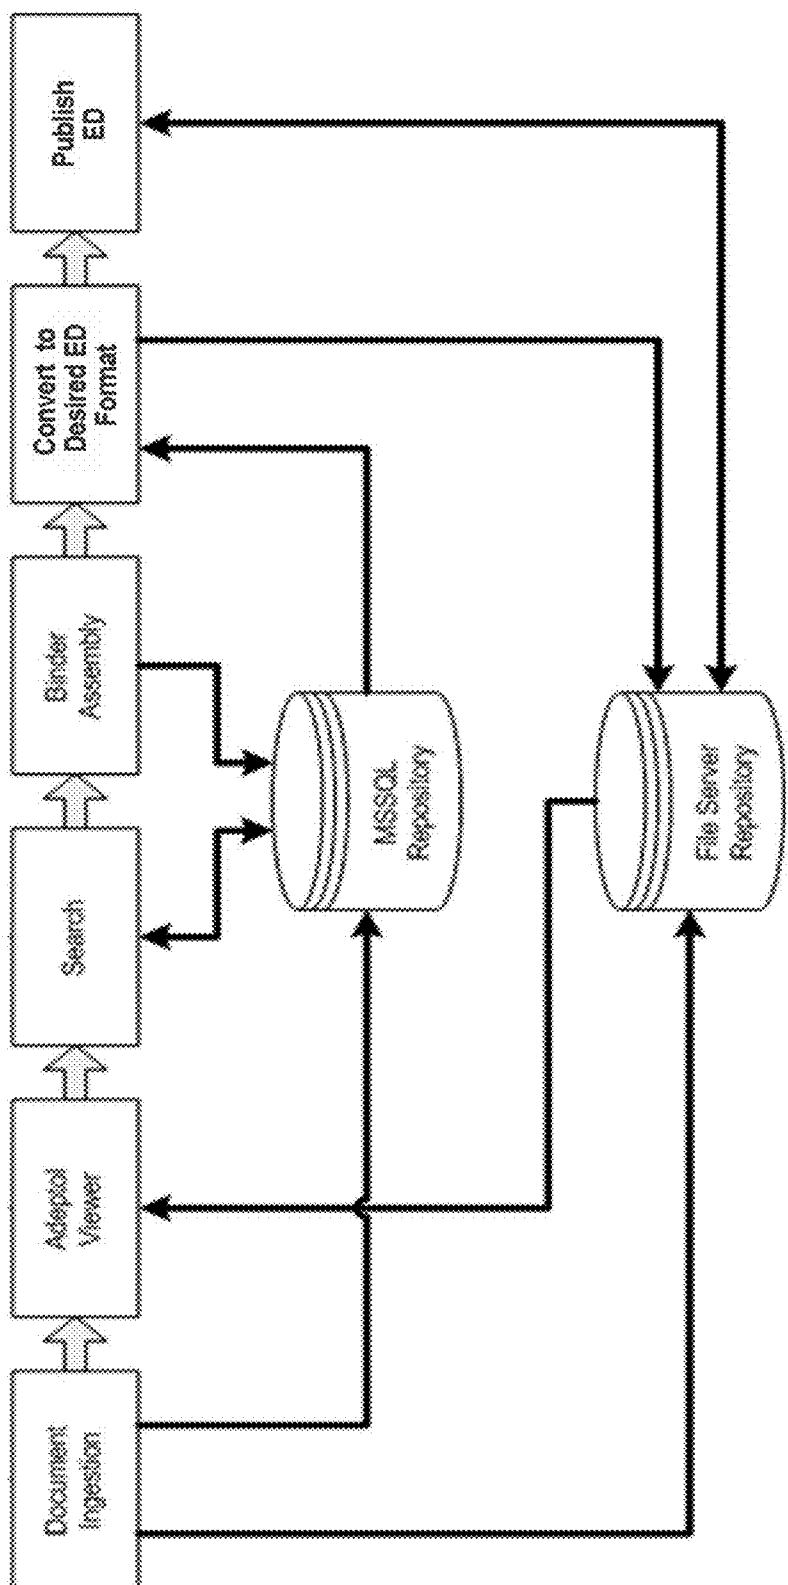 Document
Ingestion
Adeptol
Viewer
Search
Binder
Assembly
Convert to
Desired ED
Format
Publish
ED
MSSQL
Repository
File Server
Repository